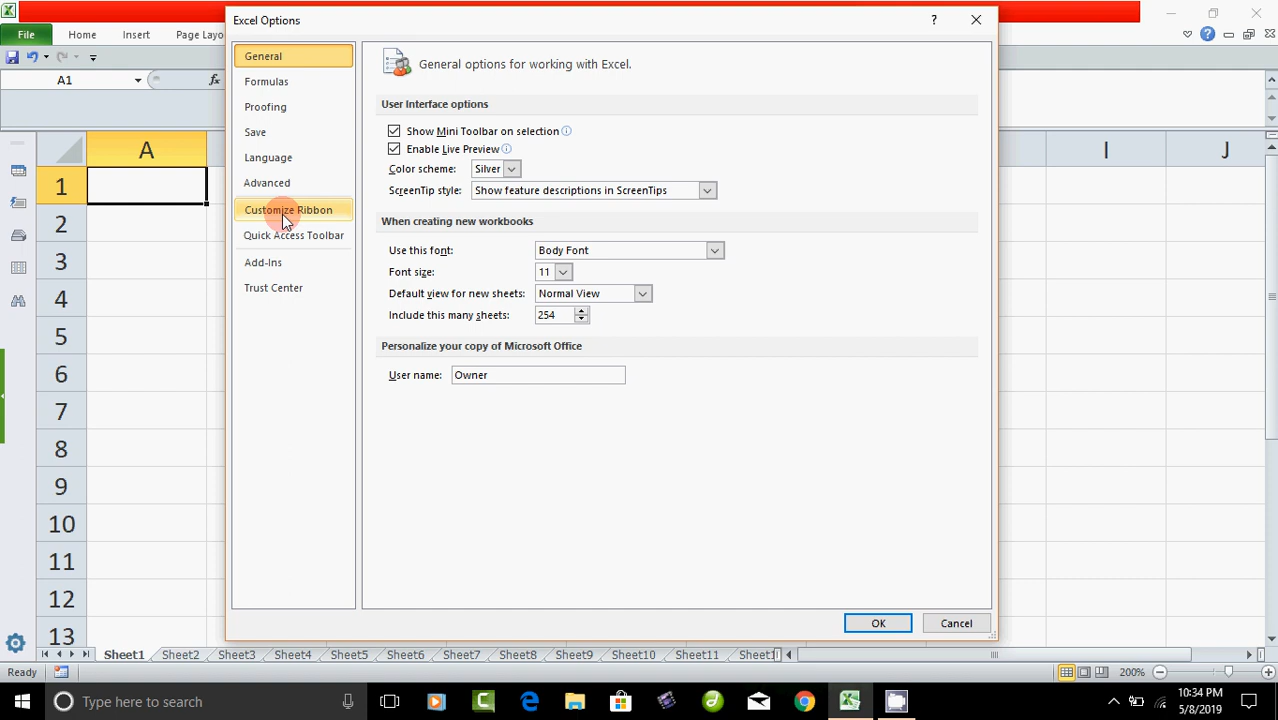 Excel Options
File
Home
Insert
Page Layo
A1
fx
General
Formulas
Proofing
Save
Language
Advanced
Customize Ribbon
Quick Access Toolbar
Add-Ins
Trust Center
General options for working with Excel.
User Interface options
Show Mini Toolbar on selection
Enable Live Preview
Color scheme: Silver
ScreenTip style: Show feature descriptions in ScreenTips
When creating new workbooks
Use this font: Body Font
Font size: 11
Default view for new sheets: Normal View
Include this many sheets: 254
Personalize your copy of Microsoft Office
User name: Owner
OK
Cancel
A
I
J
1
2
3
4
5
6
7
8
9
10
11
12
13
Sheet1 Sheet2 Sheet3 Sheet4 Sheet5 Sheet6 Sheet7 Sheet8 Sheet9 Sheet10 Sheet11 Sheet1
Ready
200%
Type here to search
10:34 PM
5/8/2019